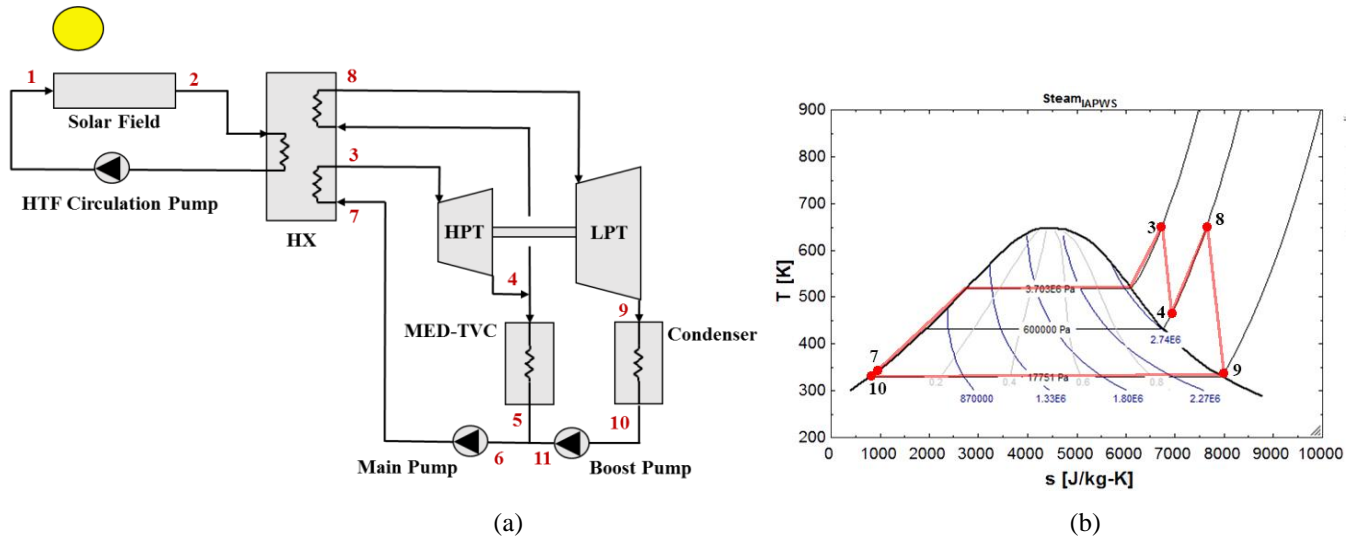 1
2
Solar Field
HTF Circulation Pump
HX
8
3
7
HPT
LPT
4
9
MED-TVC
Condenser
5
10
Main Pump
6
11
Boost Pump
(a)
Steam_IAPWS
900
800
700
600
500
400
300
200
T [K]
3
8
4
7
10
9
3.703E6 Pa
600000 Pa
17751 Pa
2.74E6
0.2
0.4
0.6
0.8
870000
1.33E6
1.80E6
2.27E6
0 1000 2000 3000 4000 5000 6000 7000 8000 9000 10000
s [J/kg-K]
(b)